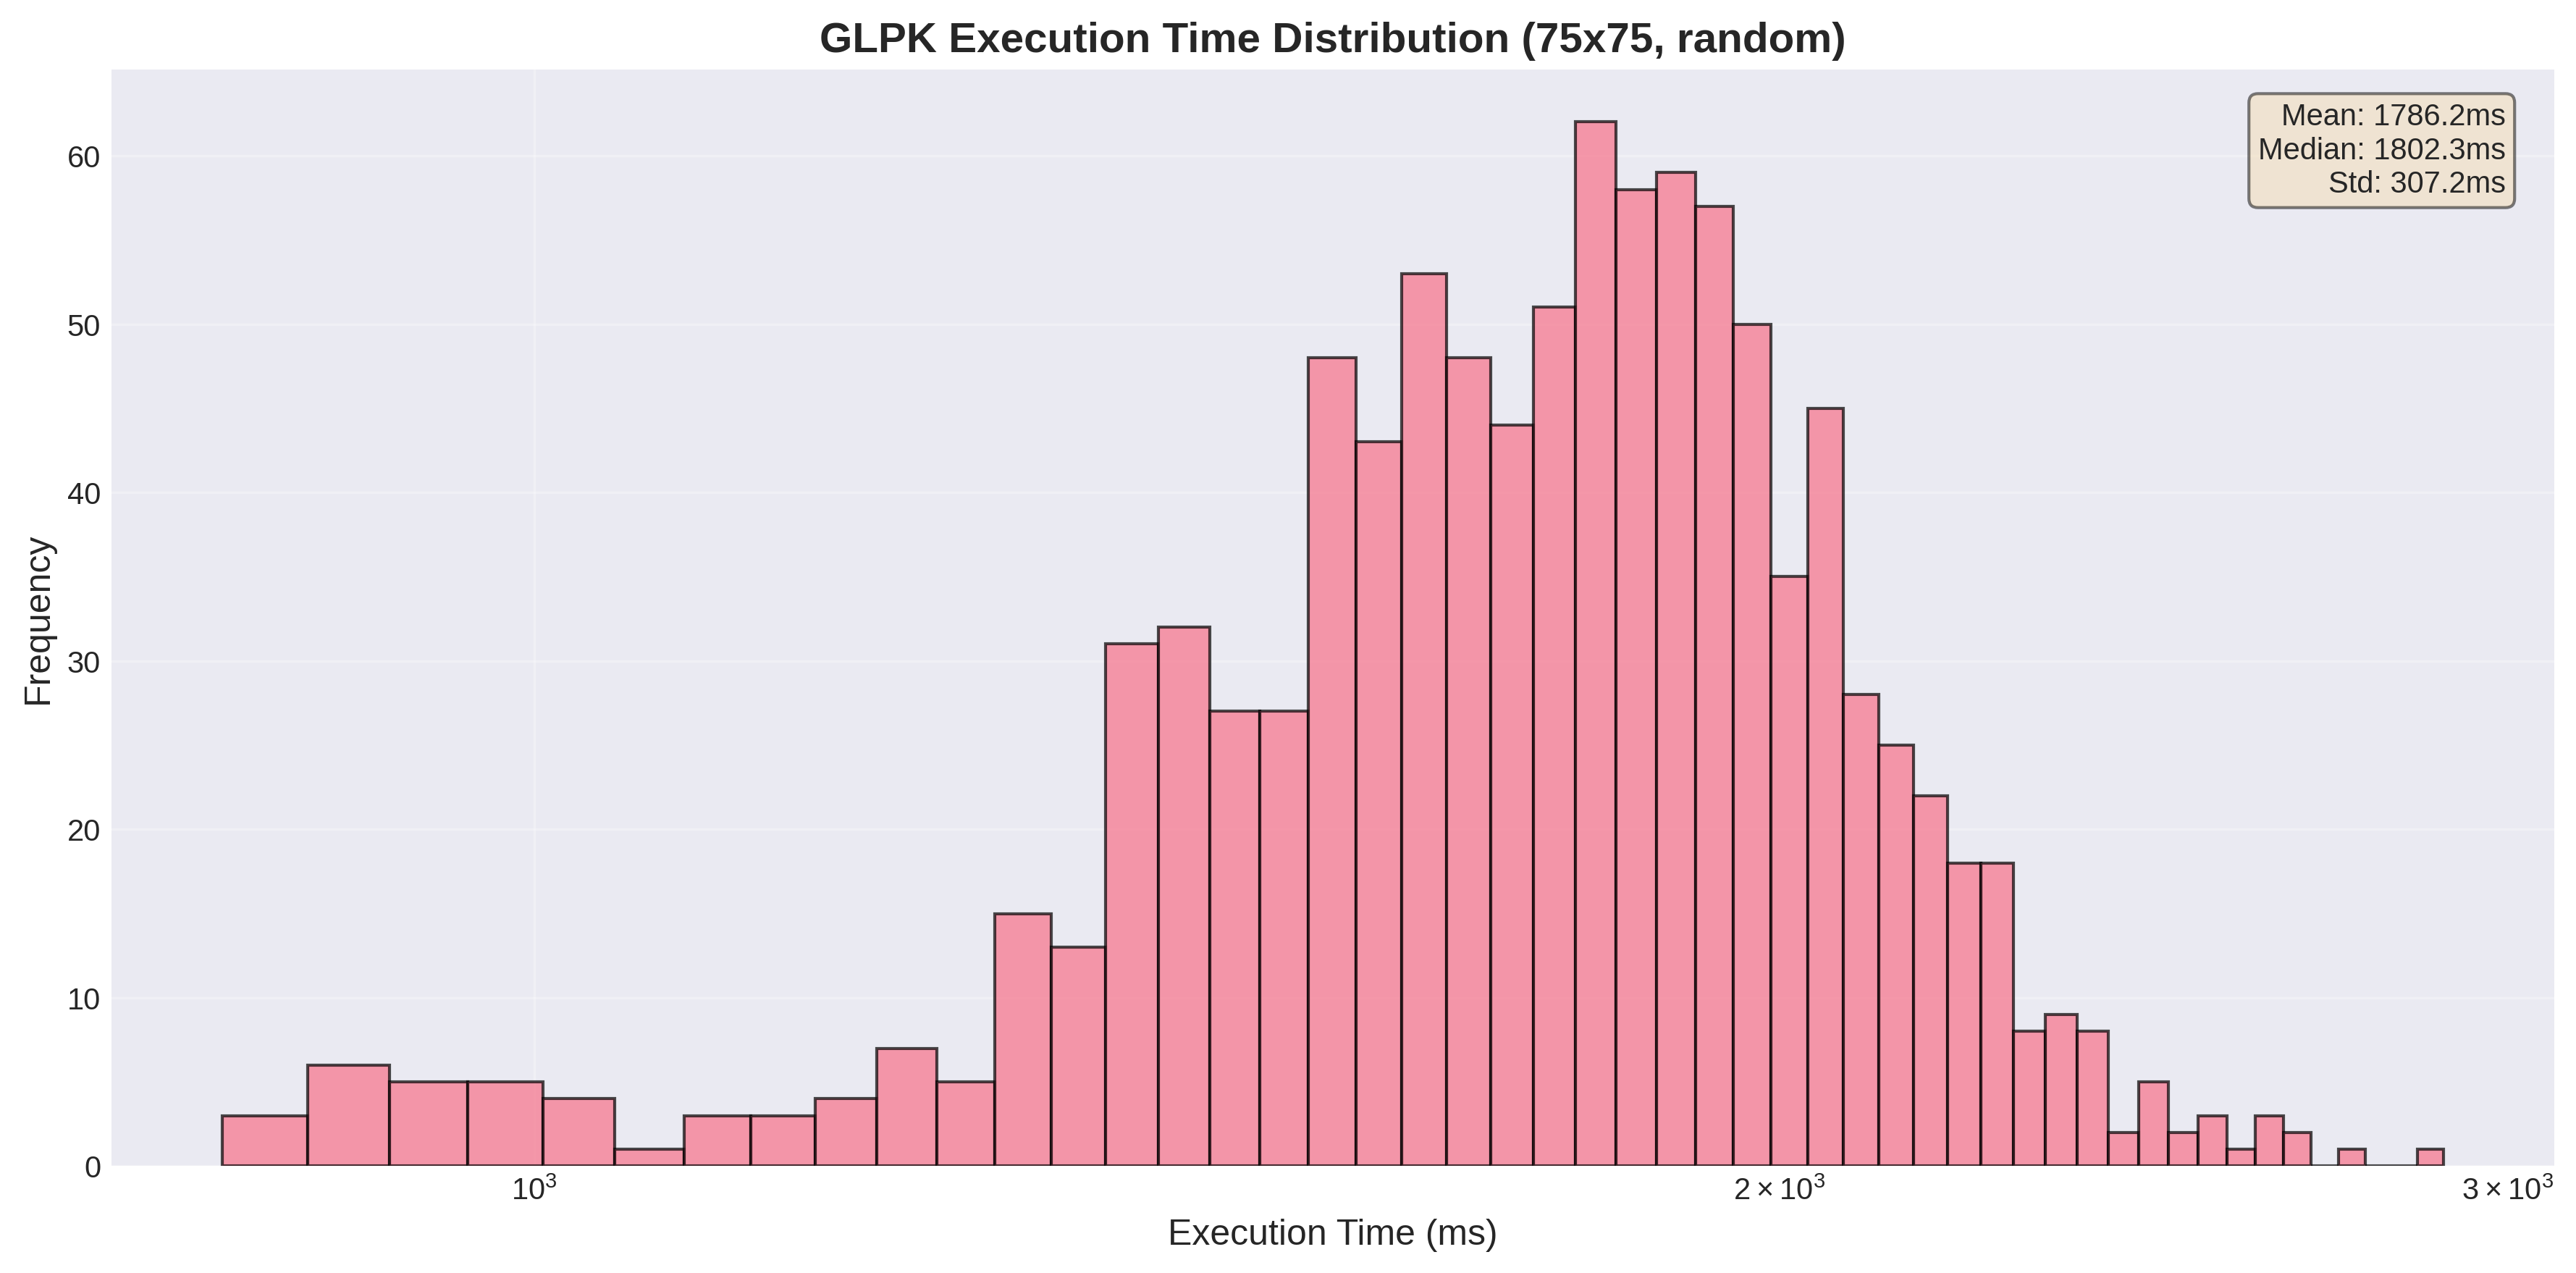 GLPK Execution Time Distribution (75x75, random)
Mean: 1786.2ms
Median: 1802.3ms
Std: 307.2ms
Frequency
60
50
40
30
20
10
0
10³
2 × 10³
3 × 10³
Execution Time (ms)